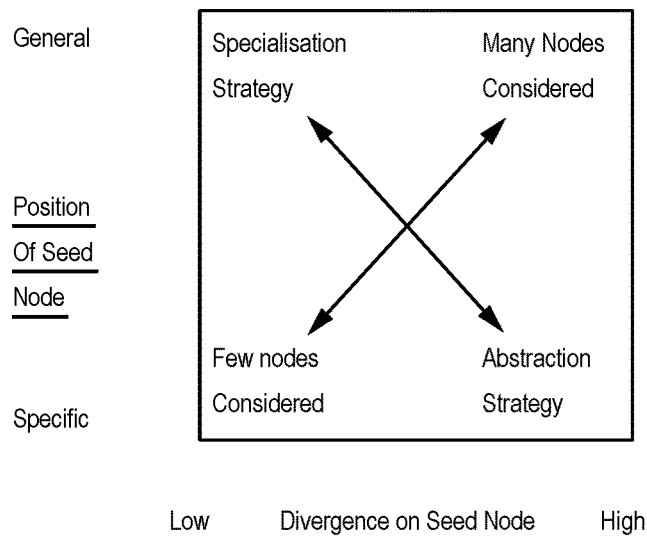 General
Specialisation
Strategy
Many Nodes
Considered
Position
Of Seed
Node
Few nodes
Considered
Abstraction
Strategy
Specific
Low
Divergence on Seed Node
High